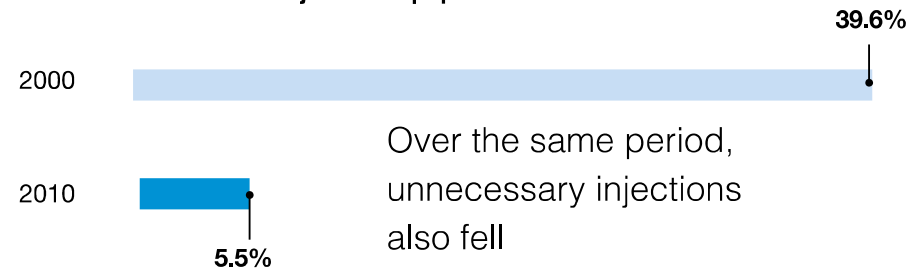 39.6%
2000
Over the same period,
unnecessary injections
also fell
2010
5.5%